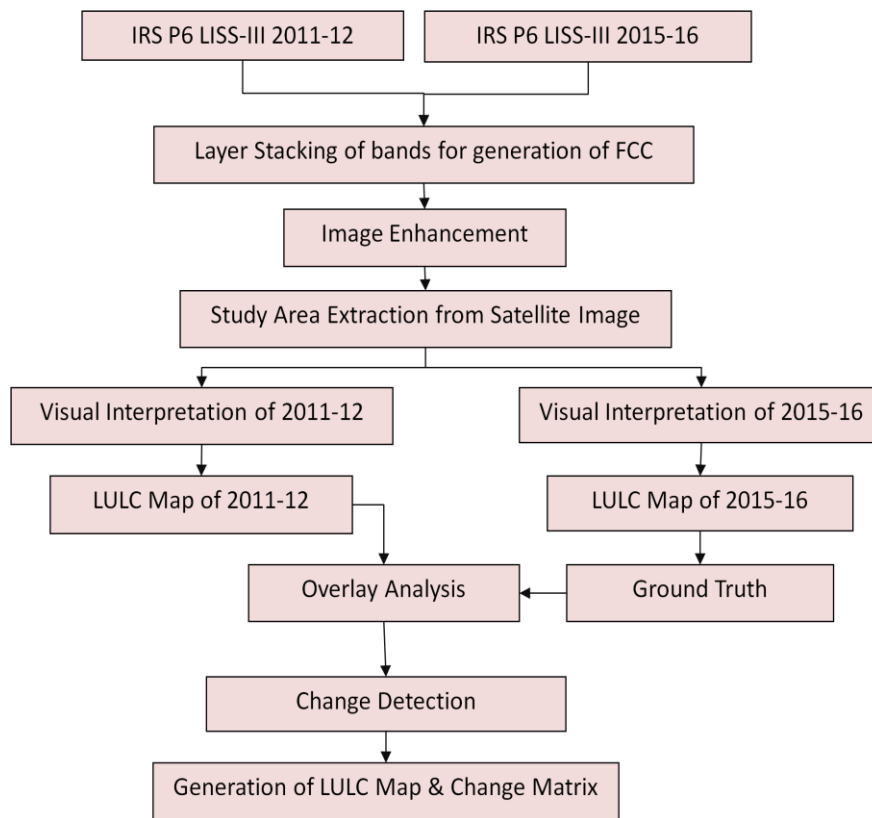 IRS P6 LISS-III 2011-12
IRS P6 LISS-III 2015-16
Layer Stacking of bands for generation of FCC
Image Enhancement
Study Area Extraction from Satellite Image
Visual Interpretation of 2011-12
Visual Interpretation of 2015-16
LULC Map of 2011-12
LULC Map of 2015-16
Overlay Analysis
Ground Truth
Change Detection
Generation of LULC Map & Change Matrix